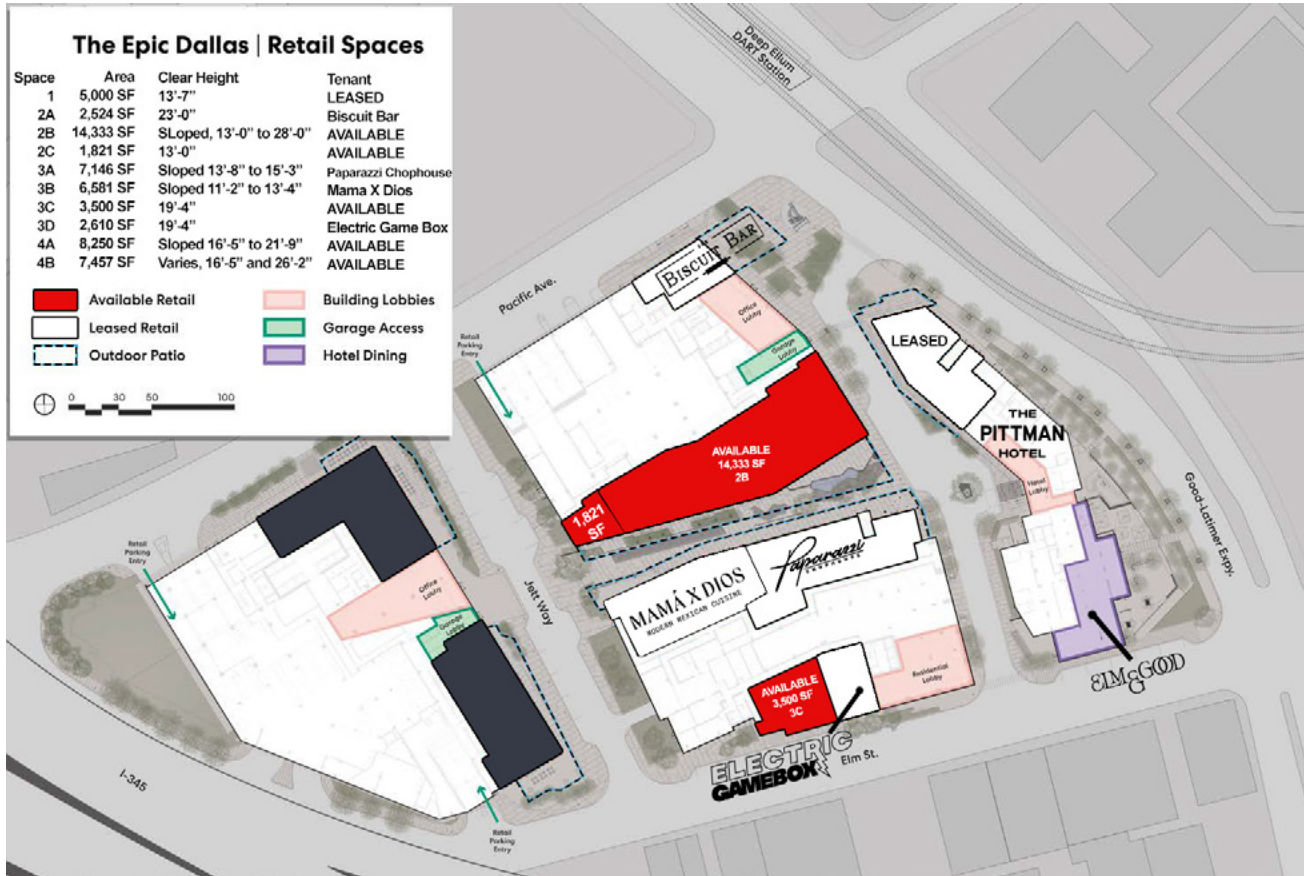 The Epic Dallas | Retail Spaces
Space Area Clear Height Tenant
1 5,000 SF 13'-7" LEASED
2A 2,524 SF 23'-0" Biscuit Bar
2B 14,333 SF SLoped, 13'-0" to 28'-0" AVAILABLE
2C 1,821 SF 13'-0" AVAILABLE
3A 7,146 SF Sloped 13'-8" to 15'-3" Paparazzi Chophouse
3B 6,581 SF Sloped 11'-2" to 13'-4" Mama X Dios
3C 3,500 SF 19'-4" AVAILABLE
3D 2,610 SF 19'-4" Electric Game Box
4A 8,250 SF Sloped 16'-5" to 21'-9" AVAILABLE
4B 7,457 SF Varies, 16'-5" and 26'-2" AVAILABLE
Available Retail
Building Lobbies
Leased Retail
Garage Access
Outdoor Patio
Hotel Dining
0 30 50 100
Deep Ellum
DART Station
Pacific Ave.
BISCUIT BAR
Office
Lobby
Garage
Lobby
Retail
Parking
Entry
LEASED
THE
PITTMAN
HOTEL
Hotel
Lobby
Good-Latimer Expy.
AVAILABLE
14,333 SF
2B
1,821
SF
Retail
Parking
Entry
Office
Lobby
Garage
Lobby
Jett Way
MAMÁ X DIOS
MODERN MEXICAN CUISINE
Paparazzi
AVAILABLE
3,500 SF
3C
Residential
Lobby
ELM & GOOD
ELECTRIC
GAMEBOX
Elm St.
I-345
Retail
Parking
Entry